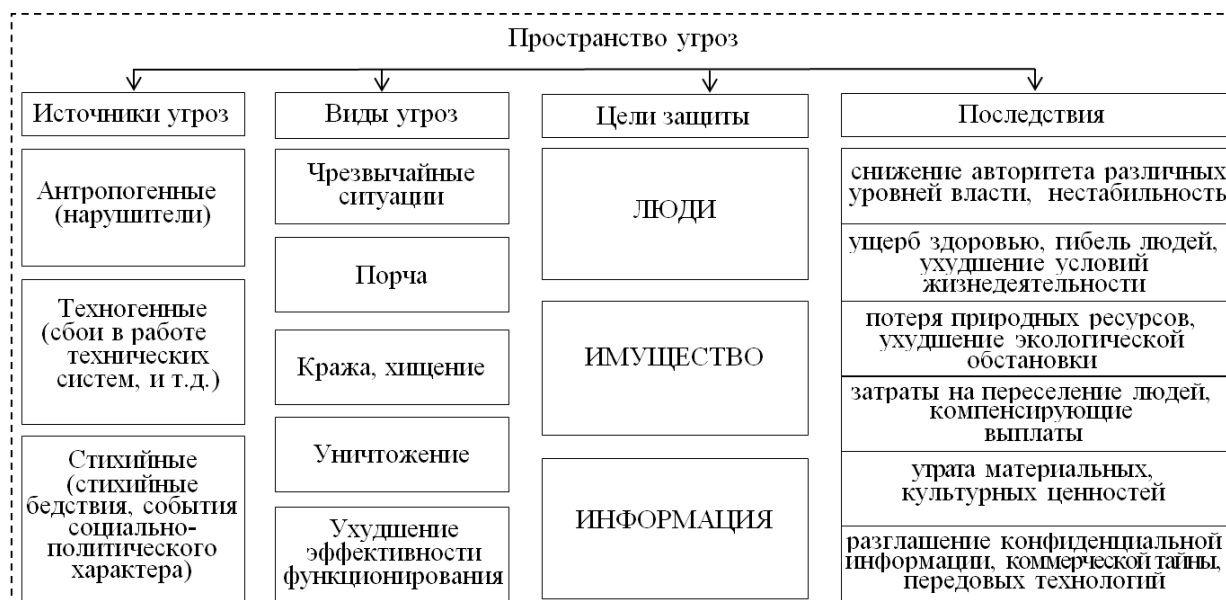 Пространство угроз
Источники угроз
Виды угроз
Цели защиты
Последствия
Антропогенные
(нарушители)
Техногенные
(сбои в работе
технических
систем, и т.д.)
Стихийные
(стихийные
бедствия, события
социально-
политического
характера)
Чрезвычайные
ситуации
Порча
Кража, хищение
Уничтожение
Ухудшение
эффективности
функционирования
ЛЮДИ
ИМУЩЕСТВО
ИНФОРМАЦИЯ
снижение авторитета различных
уровней власти, нестабильность
ущерб здоровью, гибель людей,
ухудшение условий
жизнедеятельности
потеря природных ресурсов,
ухудшение экологической
обстановки
затраты на переселение людей,
компенсирующие
выплаты
утрата материальных,
культурных ценностей
разглашение конфиденциальной
информации, коммерческой тайны,
передовых технологий